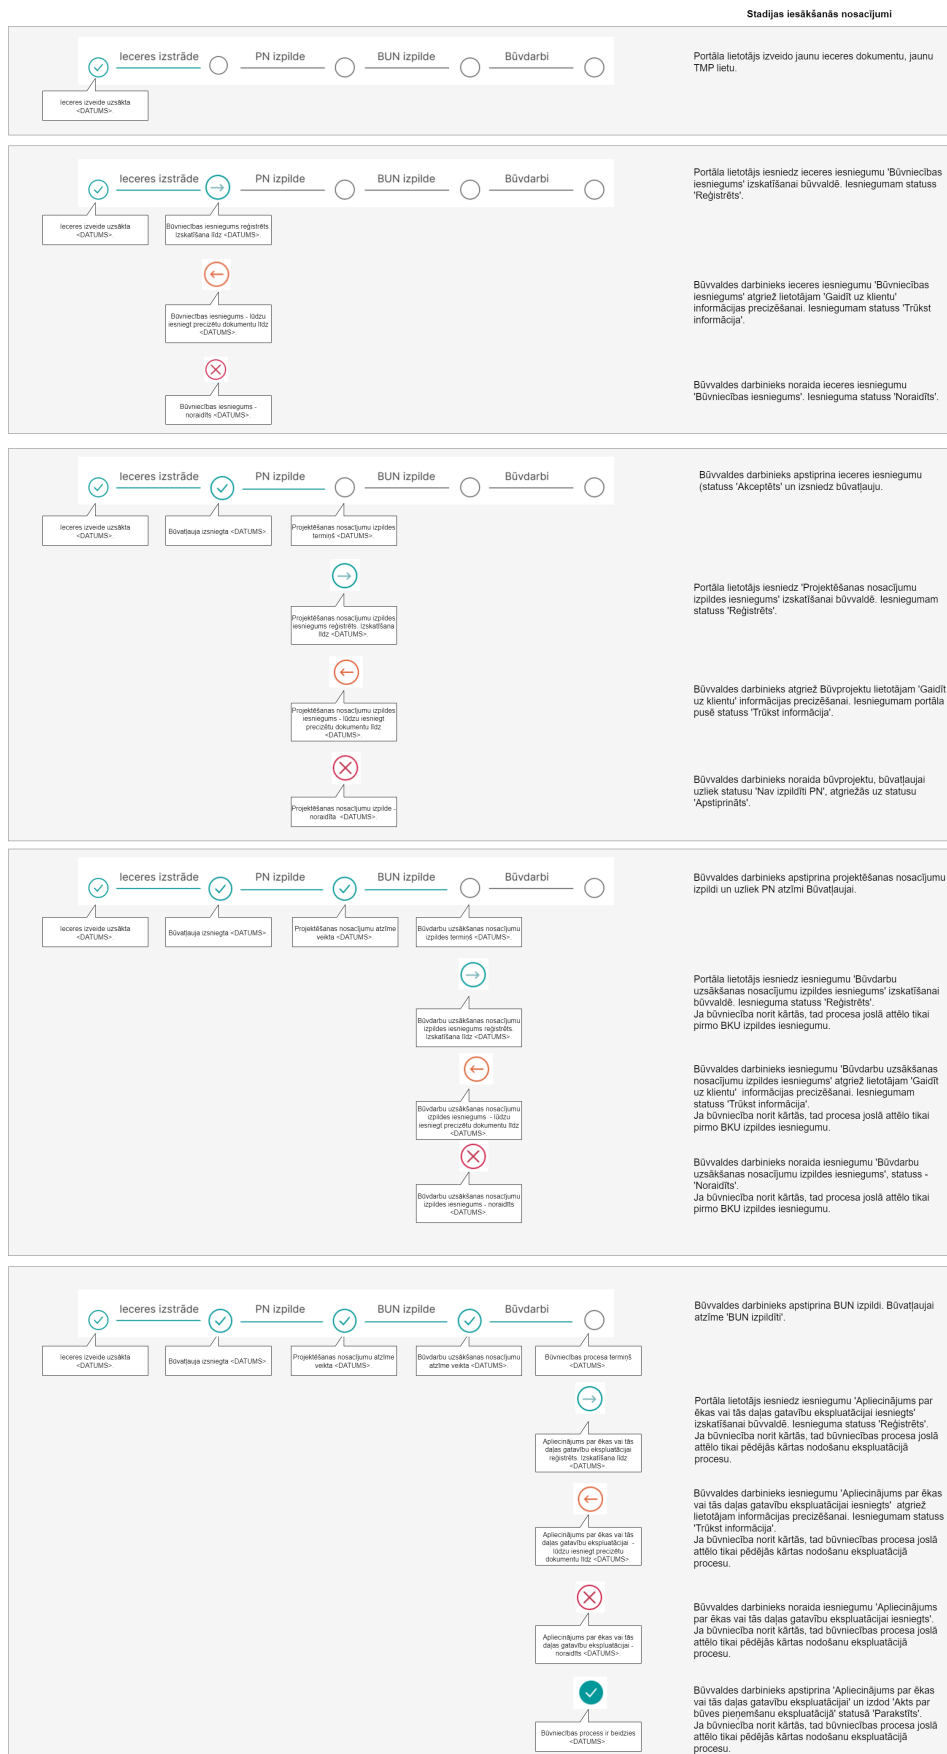 Stadijas iesākšanās nosacījumi
Ieceres izstrāde PN izpilde BUN izpilde Būvdarbi
Ieceres izveide uzsākta
<DATUMS>.
Portāla lietotājs izveido jaunu ieceres dokumentu, jaunu
TMP lietu.
Ieceres izstrāde PN izpilde BUN izpilde Būvdarbi
Ieceres izveide uzsākta
<DATUMS>.
Būvniecības iesniegums reģistrēts.
Izskatīšana līdz <DATUMS>.
Portāla lietotājs iesniedz ieceres iesniegumu 'Būvniecības
iesniegums' izskatīšanai būvvaldē. Iesniegumam statuss
'Reģistrēts'.
Būvniecības iesniegums - lūdzu
iesniegt precizētu dokumentu līdz
<DATUMS>.
Būvvaldes darbinieks ieceres iesniegumu 'Būvniecības
iesniegums' atgriež lietotājam 'Gaidīt uz klientu'
informācijas precizēšanai. Iesniegumam statuss 'Trūkst
informācija'.
Būvniecības iesniegums -
noraidīts <DATUMS>.
Būvvaldes darbinieks noraida ieceres iesniegumu
'Būvniecības iesniegums'. Iesnieguma statuss 'Noraidīts'.
Ieceres izstrāde PN izpilde BUN izpilde Būvdarbi
Ieceres izveide uzsākta
<DATUMS>.
Būvatļauja izsniegta <DATUMS>.
Projektēšanas nosacījumu izpildes
termiņš <DATUMS>.
Būvvaldes darbinieks apstiprina ieceres iesniegumu
(statuss 'Akceptēts' un izsniedz būvatļauju.
Projektēšanas nosacījumu izpildes
iesniegums reģistrēts. Izskatīšana
līdz <DATUMS>.
Portāla lietotājs iesniedz 'Projektēšanas nosacījumu
izpildes iesniegums' izskatīšanai būvvaldē. Iesniegumam
statuss 'Reģistrēts'.
Projektēšanas nosacījumu izpildes
iesniegums - lūdzu iesniegt
precizētu dokumentu līdz
<DATUMS>.
Būvvaldes darbinieks atgriež Būvprojektu lietotājam 'Gaidīt
uz klientu' informācijas precizēšanai. Iesniegumam portāla
pusē statuss 'Trūkst informācija'.
Projektēšanas nosacījumu izpilde -
noraidīta <DATUMS>.
Būvvaldes darbinieks noraida būvprojektu, būvatļaujai
uzliek statusu 'Nav izpildīti PN', atgriežās uz statusu
'Apstiprināts'.
Ieceres izstrāde PN izpilde BUN izpilde Būvdarbi
Ieceres izveide uzsākta
<DATUMS>.
Būvatļauja izsniegta <DATUMS>.
Projektēšanas nosacījumu atzīme
veikta <DATUMS>.
Būvdarbu uzsākšanas nosacījumu
izpildes termiņš <DATUMS>.
Būvvaldes darbinieks apstiprina projektēšanas nosacījumu
izpildi un uzliek PN atzīmi Būvatļaujai.
Būvdarbu uzsākšanas nosacījumu
izpildes iesniegums reģistrēts.
Izskatīšana līdz <DATUMS>.
Portāla lietotājs iesniedz iesniegumu 'Būvdarbu
uzsākšanas nosacījumu izpildes iesniegums' izskatīšanai
būvvaldē. Iesnieguma statuss 'Reģistrēts'.
Ja būvniecība norit kārtās, tad procesa joslā attēlo tikai
pirmo BKU izpildes iesniegumu.
Būvdarbu uzsākšanas nosacījumu
izpildes iesniegums - lūdzu
iesniegt precizētu dokumentu līdz
<DATUMS>.
Būvvaldes darbinieks iesniegumu 'Būvdarbu uzsākšanas
nosacījumu izpildes iesniegums' atgriež lietotājam 'Gaidīt
uz klientu' informācijas precizēšanai. Iesniegumam
statuss 'Trūkst informācija'.
Ja būvniecība norit kārtās, tad procesa joslā attēlo tikai
pirmo BKU izpildes iesniegumu.
Būvdarbu uzsākšanas nosacījumu
izpildes iesniegums - noraidīts
<DATUMS>.
Būvvaldes darbinieks noraida iesniegumu 'Būvdarbu
uzsākšanas nosacījumu izpildes iesniegums', statuss -
'Noraidīts'.
Ja būvniecība norit kārtās, tad procesa joslā attēlo tikai
pirmo BKU izpildes iesniegumu.
Ieceres izstrāde PN izpilde BUN izpilde Būvdarbi
Ieceres izveide uzsākta
<DATUMS>.
Būvatļauja izsniegta <DATUMS>.
Projektēšanas nosacījumu atzīme
veikta <DATUMS>.
Būvdarbu uzsākšanas nosacījumu
atzīme veikta <DATUMS>.
Būvniecības procesa termiņš
<DATUMS>.
Būvvaldes darbinieks apstiprina BUN izpildi. Būvatļaujai
atzīme 'BUN izpildīti'.
Apliecinājums par ēkas vai tās
daļas gatavību ekspluatācijai
reģistrēts. Izskatīšana līdz
<DATUMS>.
Portāla lietotājs iesniedz iesniegumu 'Apliecinājums par
ēkas vai tās daļas gatavību ekspluatācijai iesniegts'
izskatīšanai būvvaldē. Iesnieguma statuss 'Reģistrēts'.
Ja būvniecība norit kārtās, tad būvniecības procesa joslā
attēlo tikai pēdējās kārtas nodošanu ekspluatācijā
procesu.
Apliecinājums par ēkas vai tās
daļas gatavību ekspluatācijai -
lūdzu iesniegt precizētu
dokumentu līdz <DATUMS>.
Būvvaldes darbinieks iesniegumu 'Apliecinājums par ēkas
vai tās daļas gatavību ekspluatācijai iesniegts' atgriež
lietotājam informācijas precizēšanai. Iesniegumam statuss
'Trūkst informācija'.
Ja būvniecība norit kārtās, tad būvniecības procesa joslā
attēlo tikai pēdējās kārtas nodošanu ekspluatācijā
procesu.
Apliecinājums par ēkas vai tās
daļas gatavību ekspluatācijai -
noraidīts <DATUMS>.
Būvvaldes darbinieks noraida iesniegumu 'Apliecinājums
par ēkas vai tās daļas gatavību ekspluatācijai iesniegts'.
Ja būvniecība norit kārtās, tad būvniecības procesa joslā
attēlo tikai pēdējās kārtas nodošanu ekspluatācijā
procesu.
Būvniecības process ir beidzies
<DATUMS>.
Būvvaldes darbinieks apstiprina 'Apliecinājums par ēkas
vai tās daļas gatavību ekspluatācijai' un izdod 'Akts par
būves pieņemšanu ekspluatācijā' statusā 'Parakstīts'.
Ja būvniecība norit kārtās, tad būvniecības procesa joslā
attēlo tikai pēdējās kārtas nodošanu ekspluatācijā
procesu.